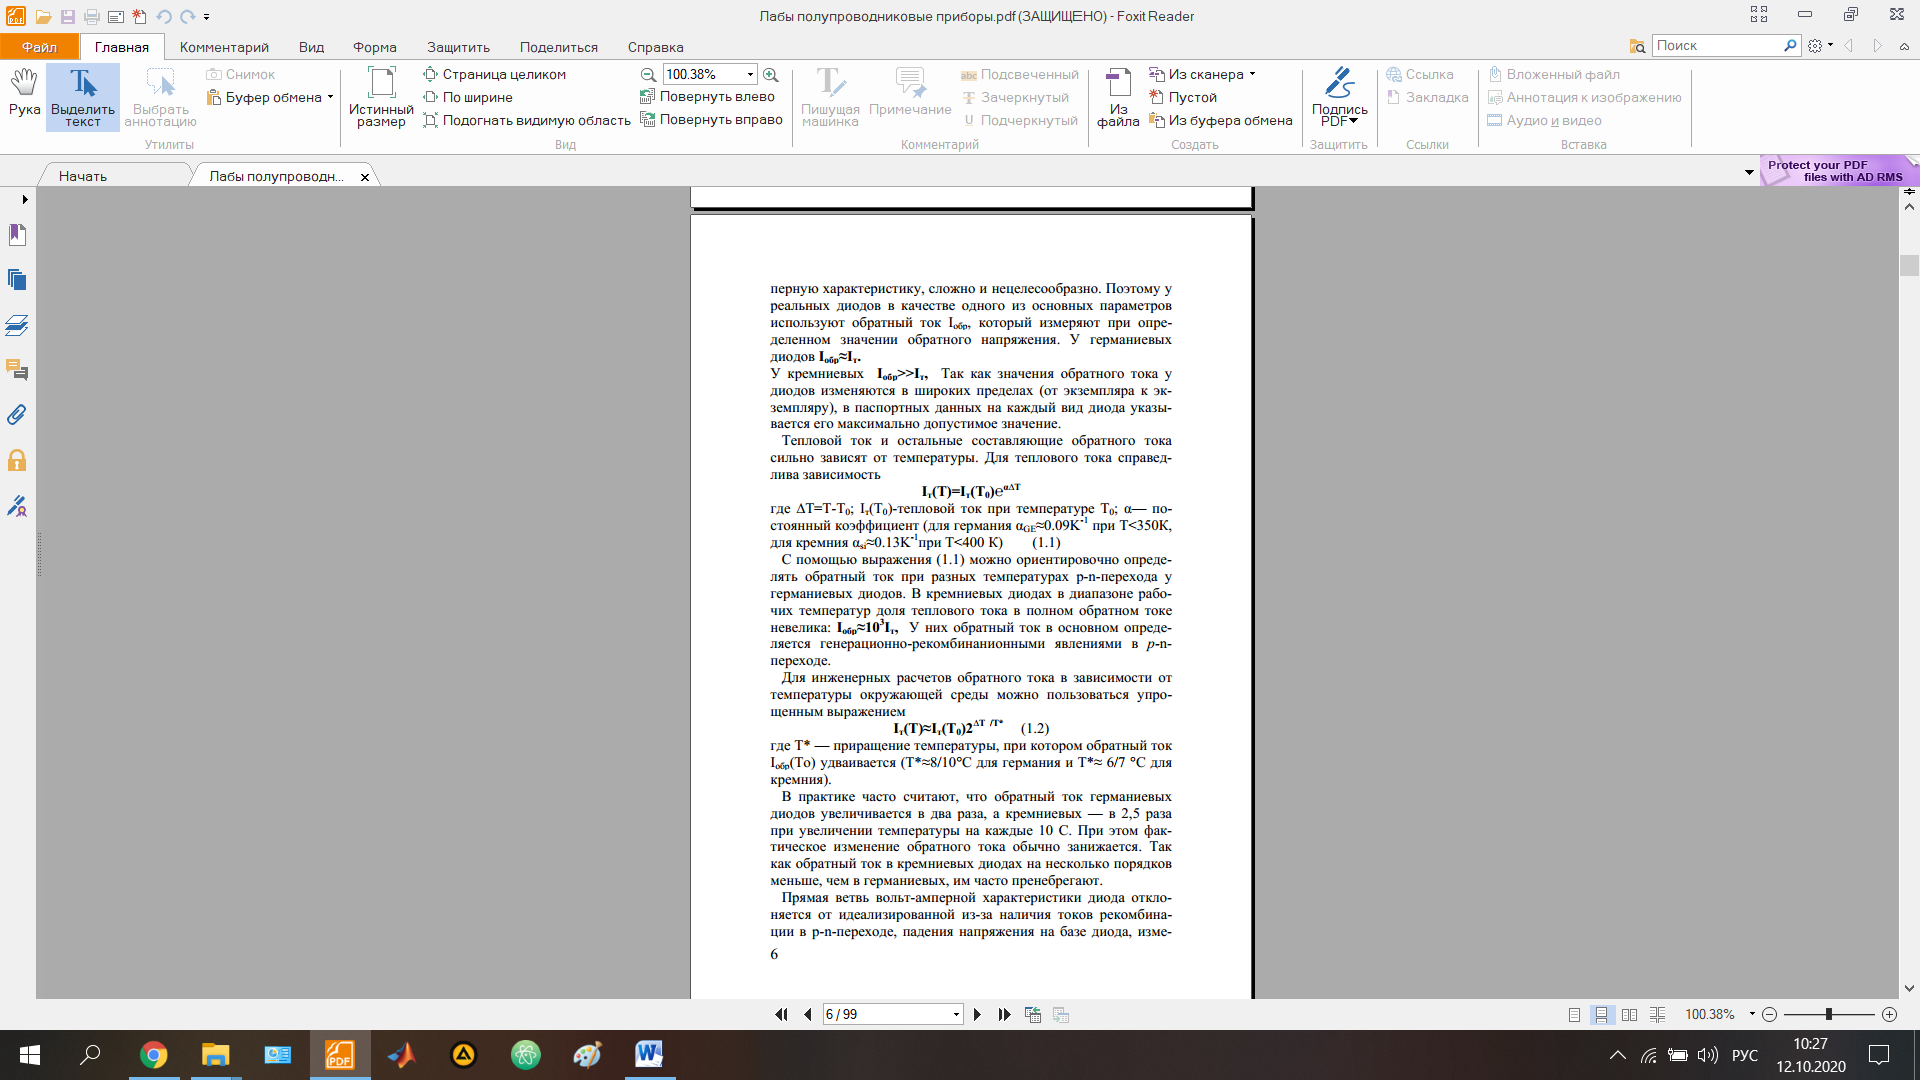 Лабы полупроводниковые приборы.pdf (ЗАЩИЩЕНО) - Foxit Reader
Файл Главная Комментарий Вид Форма Защитить Поделиться Справка Поиск
Рука
Выделить текст
Выбрать аннотацию
Снимок
Буфер обмена
Утилиты
Истинный размер
Страница целиком
По ширине
Подогнать видимую область
100.38%
Повернуть влево
Повернуть вправо
Вид
Пишущая машинка
Примечание
Подсвеченный
Зачеркнутый
Подчеркнутый
Комментарий
Из файла
Из сканера
Пустой
Из буфера обмена
Создать
Подпись PDF
Защитить
Ссылка
Закладка
Ссылки
Вложенный файл
Аннотация к изображению
Аудио и видео
Вставка
Начать
Лабы полупроводн...
Protect your PDF
files with AD RMS
перную характеристику, сложно и нецелесообразно. Поэтому у
реальных диодов в качестве одного из основных параметров
используют обратный ток Iобр, который измеряют при опре-
деленном значении обратного напряжения. У германиевых
диодов Iобр≈Iт.
У кремниевых Iобр>>Iт, Так как значения обратного тока у
диодов изменяются в широких пределах (от экземпляра к эк-
земпляру), в паспортных данных на каждый вид диода указы-
вается его максимально допустимое значение.
Тепловой ток и остальные составляющие обратного тока
сильно зависят от температуры. Для теплового тока справед-
лива зависимость
Iт(T)=Iт(T0)e^αΔT
где ΔT=T-T0; Iт(T0)-тепловой ток при температуре T0; α— по-
стоянный коэффициент (для германия αGE≈0.09K^-1 при T<350K,
для кремния αsi≈0.13K^-1при T<400 K) (1.1)
С помощью выражения (1.1) можно ориентировочно опреде-
лять обратный ток при разных температурах p-n-перехода у
германиевых диодов. В кремниевых диодах в диапазоне рабо-
чих температур доля теплового тока в полном обратном токе
невелика: Iобр≈10³Iт, У них обратный ток в основном опреде-
ляется генерационно-рекомбинанионными явлениями в p-n-
переходе.
Для инженерных расчетов обратного тока в зависимости от
температуры окружающей среды можно пользоваться упро-
щенным выражением
Iт(T)≈Iт(T0)2^ΔT /T* (1.2)
где T* — приращение температуры, при котором обратный ток
Iобр(То) удваивается (T*≈8/10°C для германия и T*≈ 6/7 °C для
кремния).
В практике часто считают, что обратный ток германиевых
диодов увеличивается в два раза, а кремниевых — в 2,5 раза
при увеличении температуры на каждые 10 С. При этом фак-
тическое изменение обратного тока обычно занижается. Так
как обратный ток в кремниевых диодах на несколько порядков
меньше, чем в германиевых, им часто пренебрегают.
Прямая ветвь вольт-амперной характеристики диода откло-
няется от идеализированной из-за наличия токов рекомбина-
ции в p-n-переходе, падения напряжения на базе диода, изме-
6
6 / 99
100.38%
РУС
10:27
12.10.2020